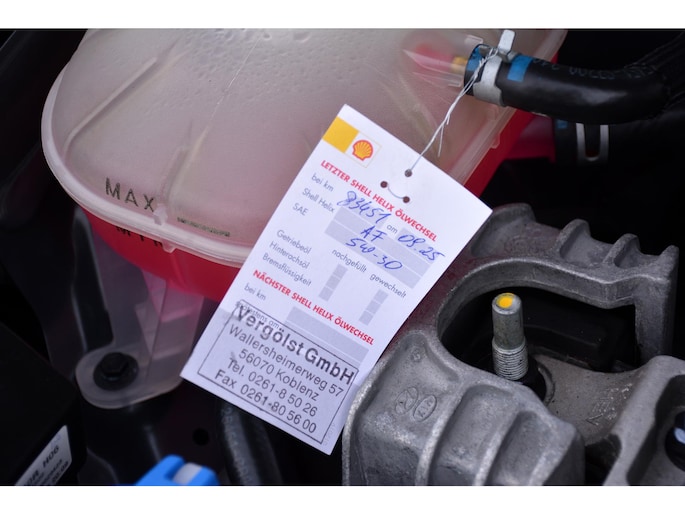 MAX
LETZTER SHELL HELIX ÖLWECHSEL
bei km 83451 am 08.25
Shell Helix AF
SAE 5W-30
nachgefüllt gewechselt
Getriebeöl
Hinterachsöl
Bremsflüssigkeit
NÄCHSTER SHELL HELIX ÖLWECHSEL
bei km
Vergölst GmbH
Wallersheimerweg 57
56070 Koblenz
Tel. 0261-8 50 26
Fax 0261-80 56 00